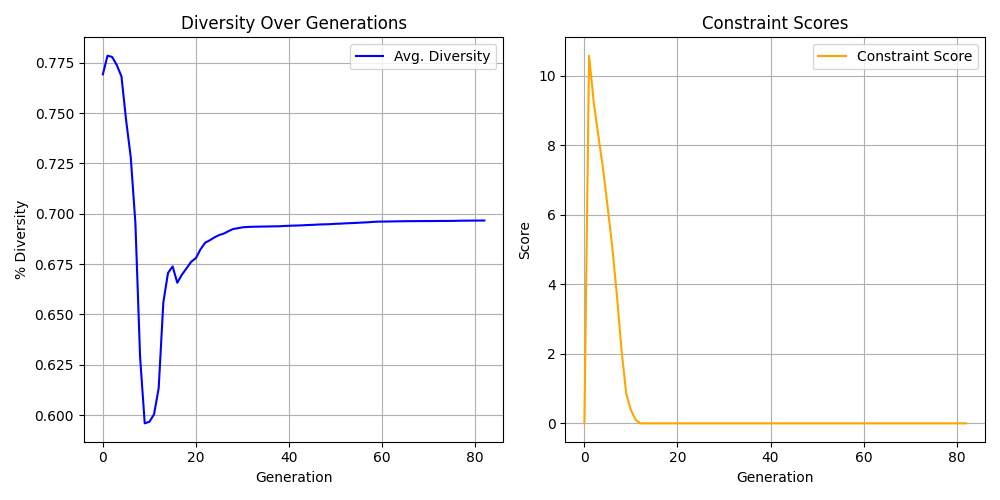 Diversity Over Generations
Avg. Diversity
% Diversity
0.775
0.750
0.725
0.700
0.675
0.650
0.625
0.600
0 20 40 60 80
Generation
Constraint Scores
Constraint Score
Score
10
8
6
4
2
0
0 20 40 60 80
Generation